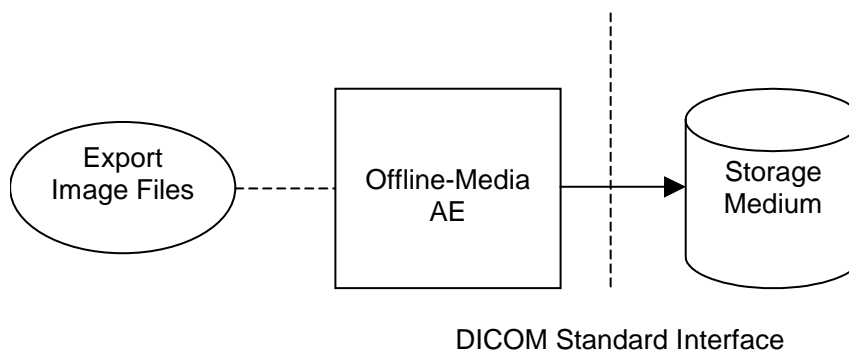 Export
Image Files
Offline-Media
AE
Storage
Medium
DICOM Standard Interface